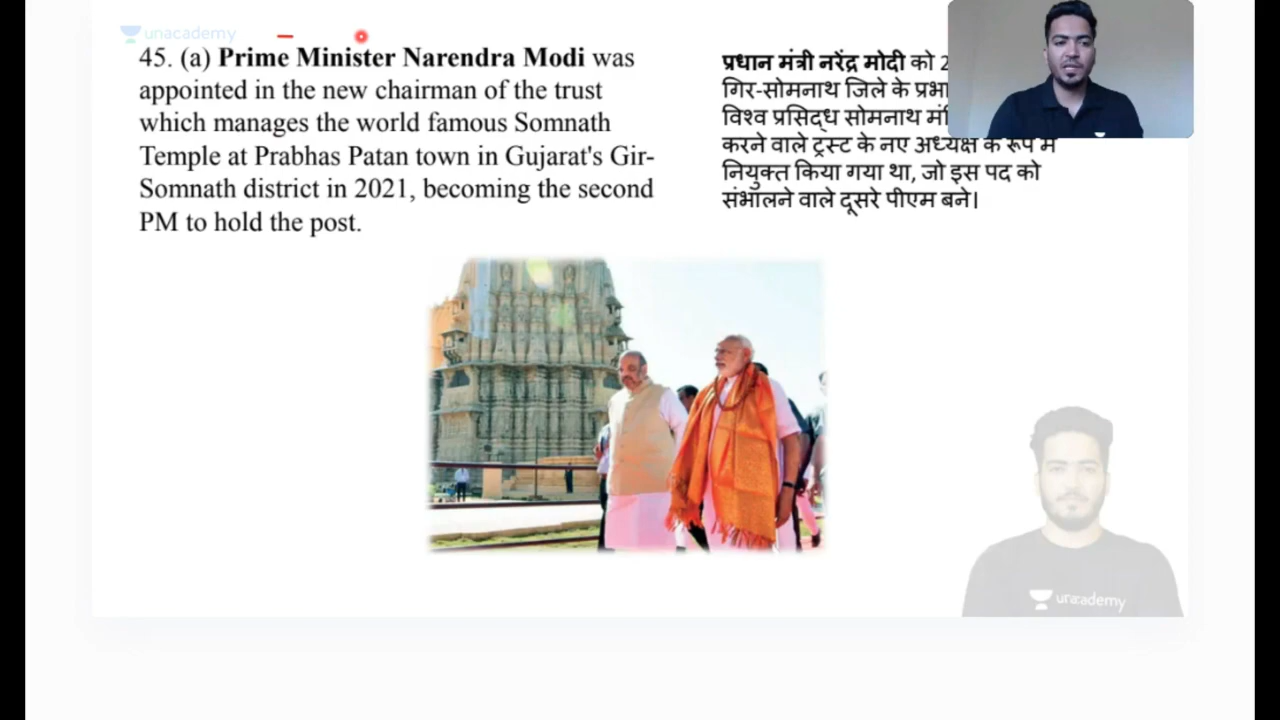 unacademy
45. (a) Prime Minister Narendra Modi was
appointed in the new chairman of the trust
which manages the world famous Somnath
Temple at Prabhas Patan town in Gujarat's Gir-
Somnath district in 2021, becoming the second
PM to hold the post.
प्रधान मंत्री नरेंद्र मोदी को 2
गिर-सोमनाथ जिले के
विश्व प्रसिद्ध सोमनाथ
करने वाले ट्रस्ट के नए अध्यक्ष के रूप में
नियुक्त किया गया था, जो इस पद को
संभालने वाले दूसरे पीएम बने।
unacademy